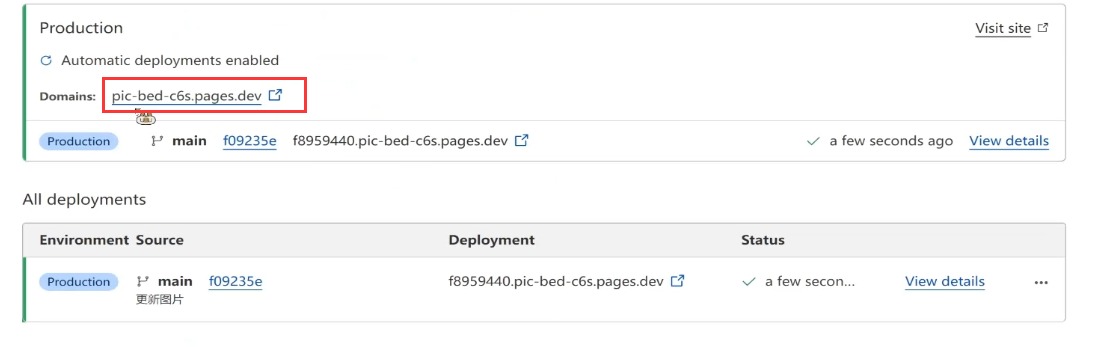 Production Visit site
Automatic deployments enabled
Domains: pic-bed-c6s.pages.dev
Production main f09235e f8959440.pic-bed-c6s.pages.dev a few seconds ago View details
All deployments
Environment Source Deployment Status
Production main f09235e f8959440.pic-bed-c6s.pages.dev a few secon... View details ...
更新图片